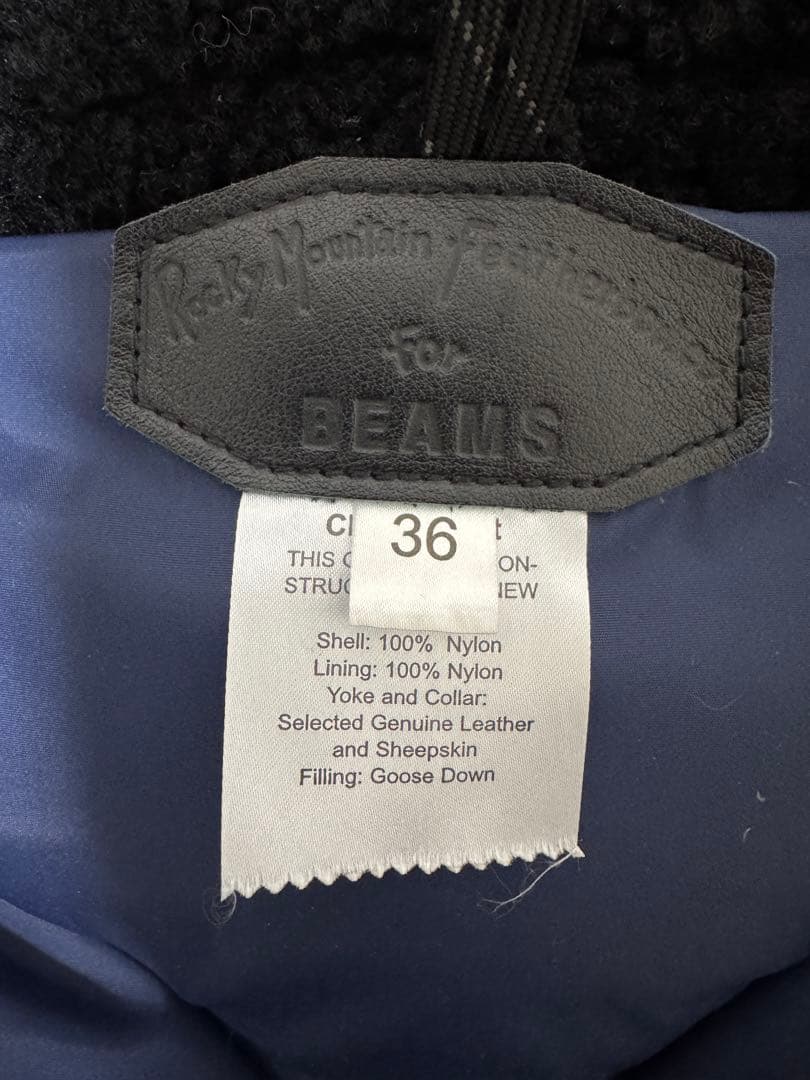 Rocky Mountain Featherbed
for
BEAMS
36
THIS
ON-
STRUC
NEW
Shell: 100% Nylon
Lining: 100% Nylon
Yoke and Collar:
Selected Genuine Leather
and Sheepskin
Filling: Goose Down